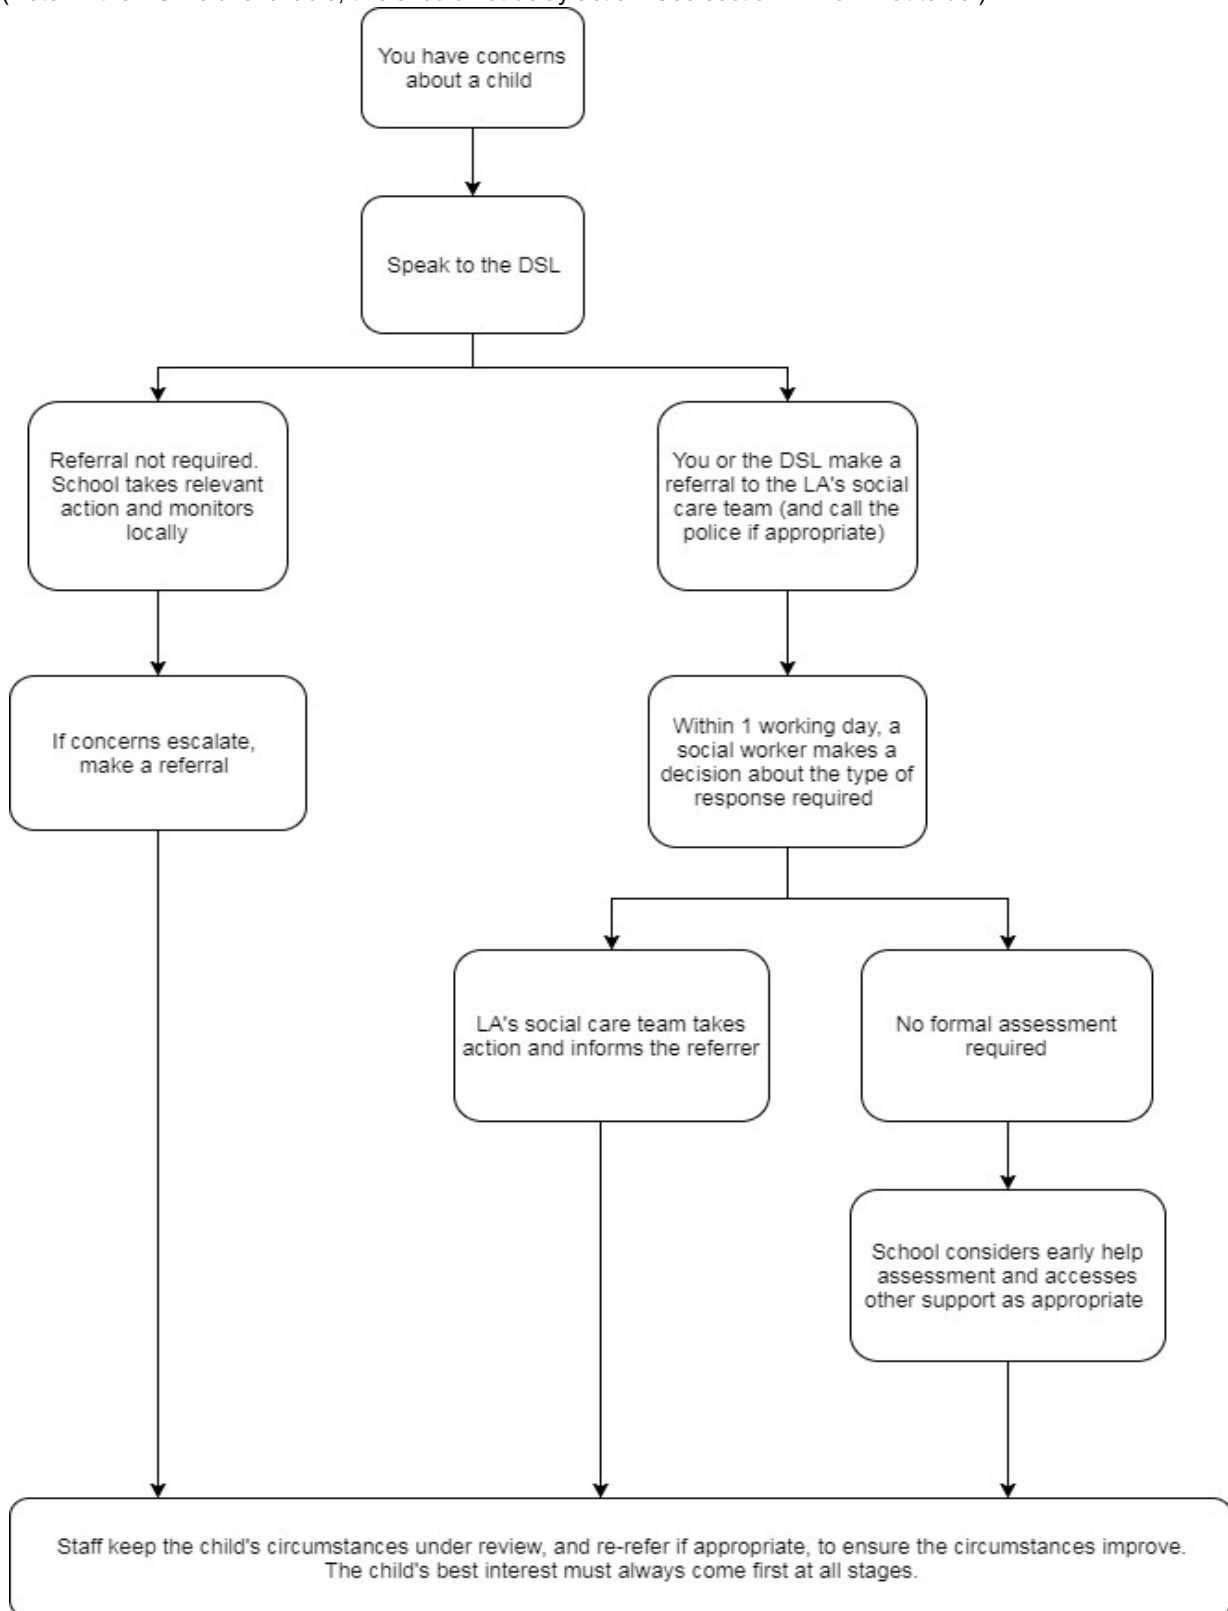 You have concerns
about a child
Speak to the DSL
Referral not required.
School takes relevant
action and monitors
locally
You or the DSL make a
referral to the LA's social
care team (and call the
police if appropriate)
If concerns escalate,
make a referral
Within 1 working day, a
social worker makes a
decision about the type of
response required
LA's social care team takes
action and informs the referrer
No formal assessment
required
School considers early help
assessment and accesses
other support as appropriate
Staff keep the child's circumstances under review, and re-refer if appropriate, to ensure the circumstances improve.
The child's best interest must always come first at all stages.